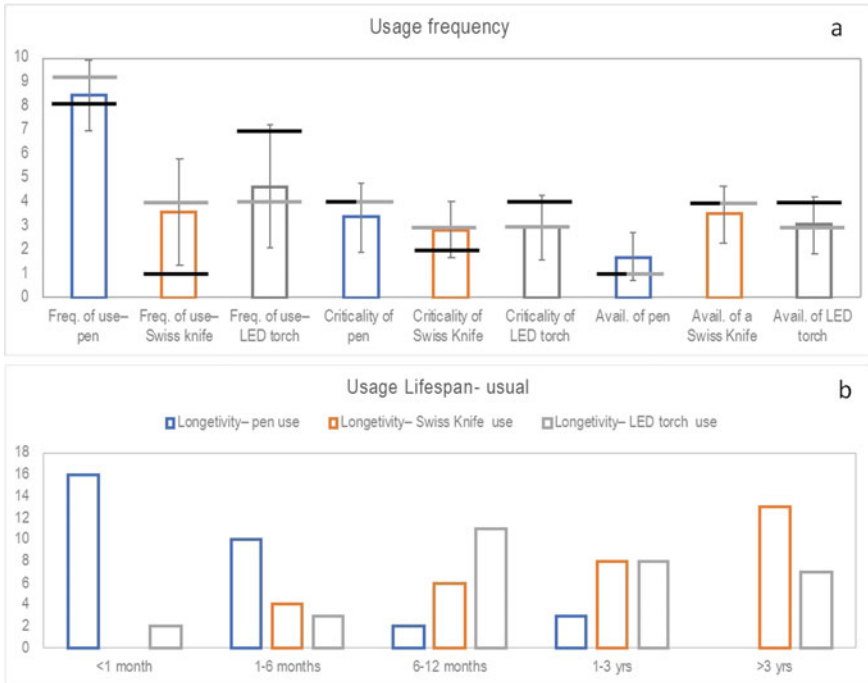 Usage frequency
a
10
9
8
7
6
5
4
3
2
1
0
Freq. of use–
pen
Freq. of use–
Swiss knife
Freq. of use–
LED torch
Criticality of
pen
Criticality of
Swiss Knife
Criticality of
LED torch
Avail. of pen
Avail. of a
Swiss Knife
Avail. of LED
torch
Usage Lifespan- usual
b
Longetivity– pen use
Longetivity– Swiss Knife use
Longetivity– LED torch use
18
16
14
12
10
8
6
4
2
0
<1 month
1-6 months
6-12 months
1-3 yrs
>3 yrs